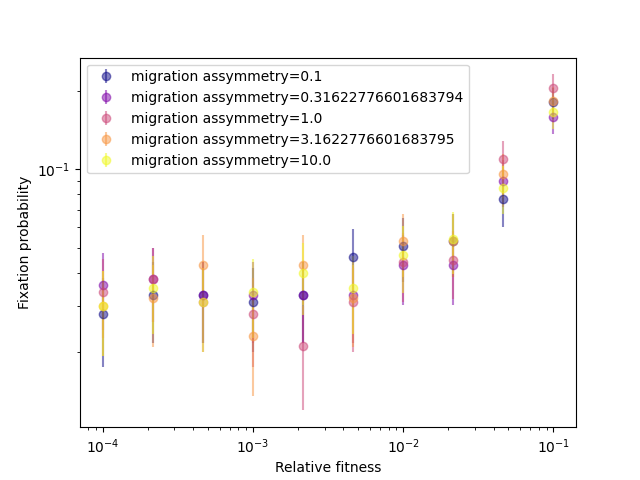 migration assymmetry=0.1
migration assymmetry=0.31622776601683794
migration assymmetry=1.0
migration assymmetry=3.1622776601683795
migration assymmetry=10.0
10⁻¹
Fixation probability
10⁻⁴ 10⁻³ 10⁻² 10⁻¹
Relative fitness